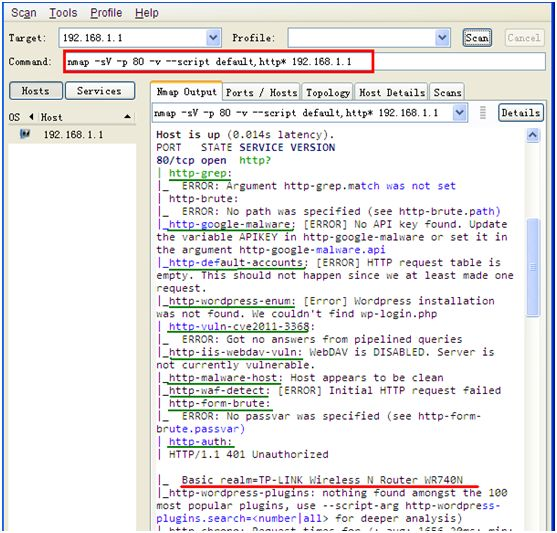 Scan Tools Profile Help
Target: 192.168.1.1 Profile: Scan Cancel
Command: nmap -sV -p 80 -v --script default,http* 192.168.1.1
Hosts Services
Nmap Output Ports / Hosts Topology Host Details Scans
OS Host
nmap -sV -p 80 -v --script default,http* 192.168.1.1 Details
192.168.1.1
Host is up (0.014s latency).
PORT STATE SERVICE VERSION
80/tcp open http?
| http-grep:
|_ ERROR: Argument http-grep.match was not set
| http-brute:
|_ ERROR: No path was specified (see http-brute.path)
|_http-google-malware: [ERROR] No API key found. Update
the variable APIKEY in http-google-malware or set it in
the argument http-google-malware.api
|_http-default-accounts: [ERROR] HTTP request table is
empty. This should not happen since we at least made one
request.
|_http-wordpress-enum: [Error] Wordpress installation
was not found. We couldn't find wp-login.php
| http-vuln-cve2011-3368:
|_ ERROR: Got no answers from pipelined queries
|_http-iis-webdav-vuln: WebDAV is DISABLED. Server is
not currently vulnerable.
|_http-malware-host: Host appears to be clean
|_http-waf-detect: [ERROR] Initial HTTP request failed
| http-form-brute:
|_ ERROR: No passvar was specified (see http-form-
brute.passvar)
| http-auth:
| HTTP/1.1 401 Unauthorized
|_ Basic realm=TP-LINK Wireless N Router WR740N
|_http-wordpress-plugins: nothing found amongst the 100
most popular plugins, use --script-arg http-wordpress-
plugins.search=<number|all> for deeper analysis)